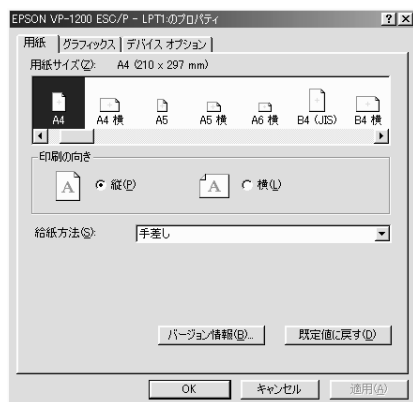 EPSON VP-1200 ESC/P - LPT1:のプロパティ
用紙 グラフィックス デバイス オプション
用紙サイズ(Z): A4 (210 x 297 mm)
A4 A4 横 A5 A5 横 A6 横 B4 (JIS) B4 横
印刷の向き
A 縦(P) A 横(L)
給紙方法(S): 手差し
バージョン情報(B)... 既定値に戻す(D)
OK キャンセル 適用(A)